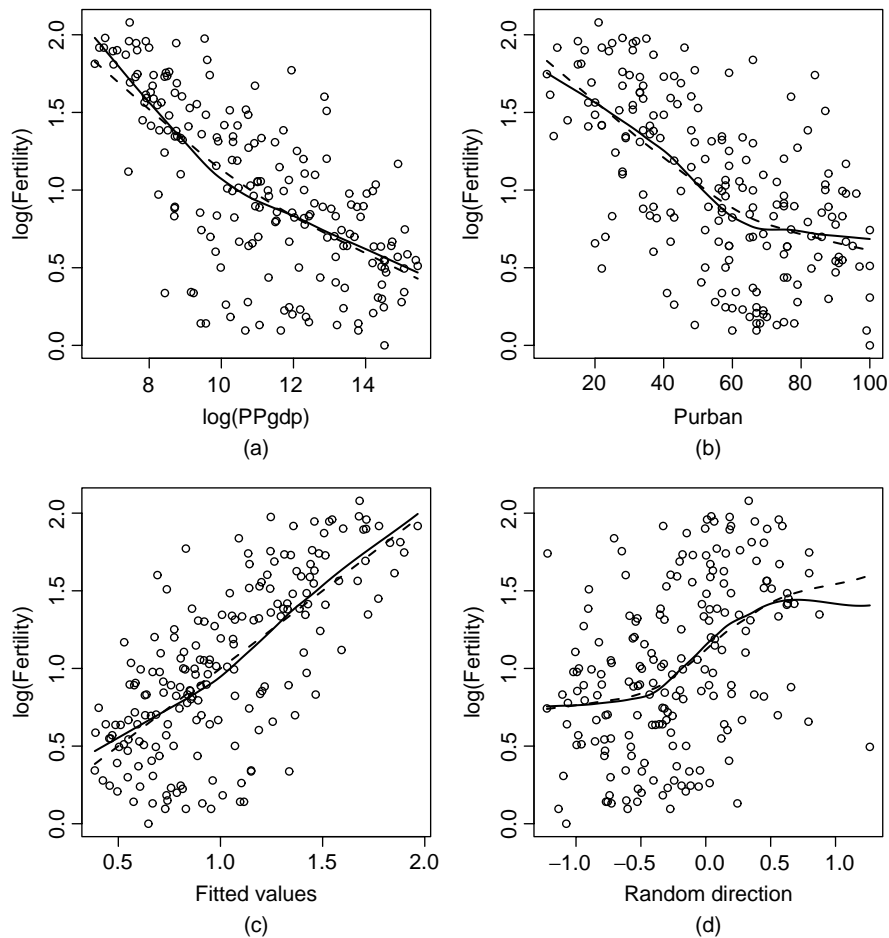 log(Fertility)
0.0 0.5 1.0 1.5 2.0
8 10 12 14
log(PPgdp)
(a)
log(Fertility)
0.0 0.5 1.0 1.5 2.0
20 40 60 80 100
Purban
(b)
log(Fertility)
0.0 0.5 1.0 1.5 2.0
0.5 1.0 1.5 2.0
Fitted values
(c)
log(Fertility)
0.0 0.5 1.0 1.5 2.0
−1.0 −0.5 0.0 0.5 1.0
Random direction
(d)